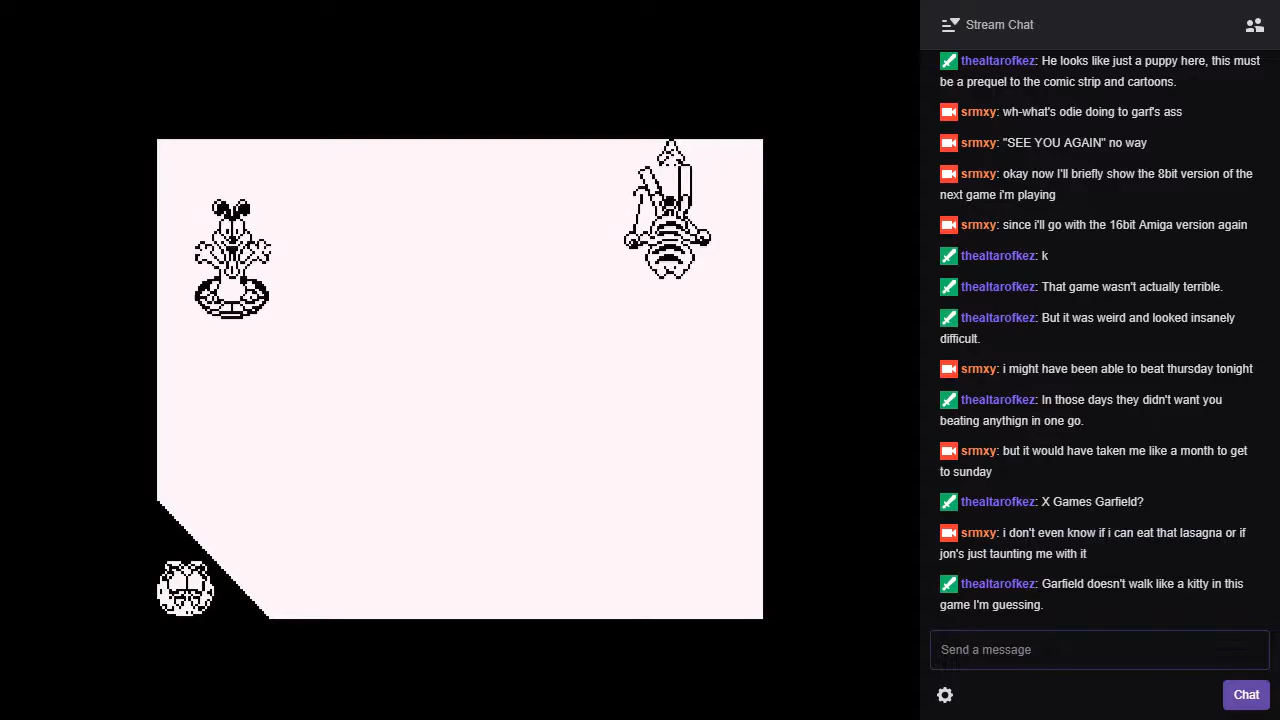 Stream Chat
thealtarofkez: He looks like just a puppy here, this must
be a prequel to the comic strip and cartoons.
srmxy: wh-what's odie doing to garf's ass
srmxy: "SEE YOU AGAIN" no way
srmxy: okay now I'll briefly show the 8bit version of the
next game i'm playing
srmxy: since i'll go with the 16bit Amiga version again
thealtarofkez: k
thealtarofkez: That game wasn't actually terrible.
thealtarofkez: But it was weird and looked insanely
difficult.
srmxy: i might have been able to beat thursday tonight
thealtarofkez: In those days they didn't want you
beating anythign in one go.
srmxy: but it would have taken me like a month to get
to sunday
thealtarofkez: X Games Garfield?
srmxy: i don't even know if i can eat that lasagna or if
jon's just taunting me with it
thealtarofkez: Garfield doesn't walk like a kitty in this
game I'm guessing.
Send a message
Chat